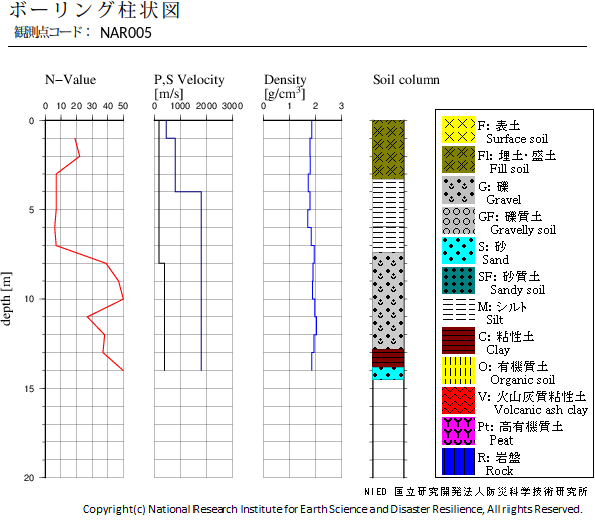 ボーリング柱状図
観測点コード： NAR005
N−Value
0 10 20 30 40 50
P,S Velocity
[m/s]
0 1000 2000 3000
Density
[g/cm³]
0 1 2 3
Soil column
depth [m]
0
5
10
15
20
F: 表土
Surface soil
Fl: 埋土・盛土
Fill soil
G: 礫
Gravel
GF: 礫質土
Gravelly soil
S: 砂
Sand
SF: 砂質土
Sandy soil
M: シルト
Silt
C: 粘性土
Clay
O: 有機質土
Organic soil
V: 火山灰質粘性土
Volcanic ash clay
Pt: 高有機質土
Peat
R: 岩盤
Rock
NIED 国立研究開発法人防災科学技術研究所
Copyright(c) National Research Institute for Earth Science and Disaster Resilience, All rights Reserved.